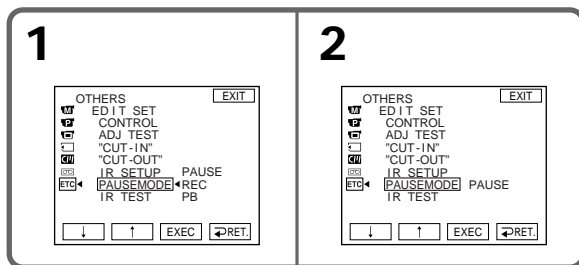 1
OTHERS EXIT
EDIT SET
CONTROL
ADJ TEST
"CUT-IN"
"CUT-OUT"
IR SETUP PAUSE
ETC PAUSEMODE REC
IR TEST PB
↓ ↑ EXEC RET.
2
OTHERS EXIT
EDIT SET
CONTROL
ADJ TEST
"CUT-IN"
"CUT-OUT"
IR SETUP
ETC PAUSEMODE PAUSE
IR TEST
↓ ↑ EXEC RET.